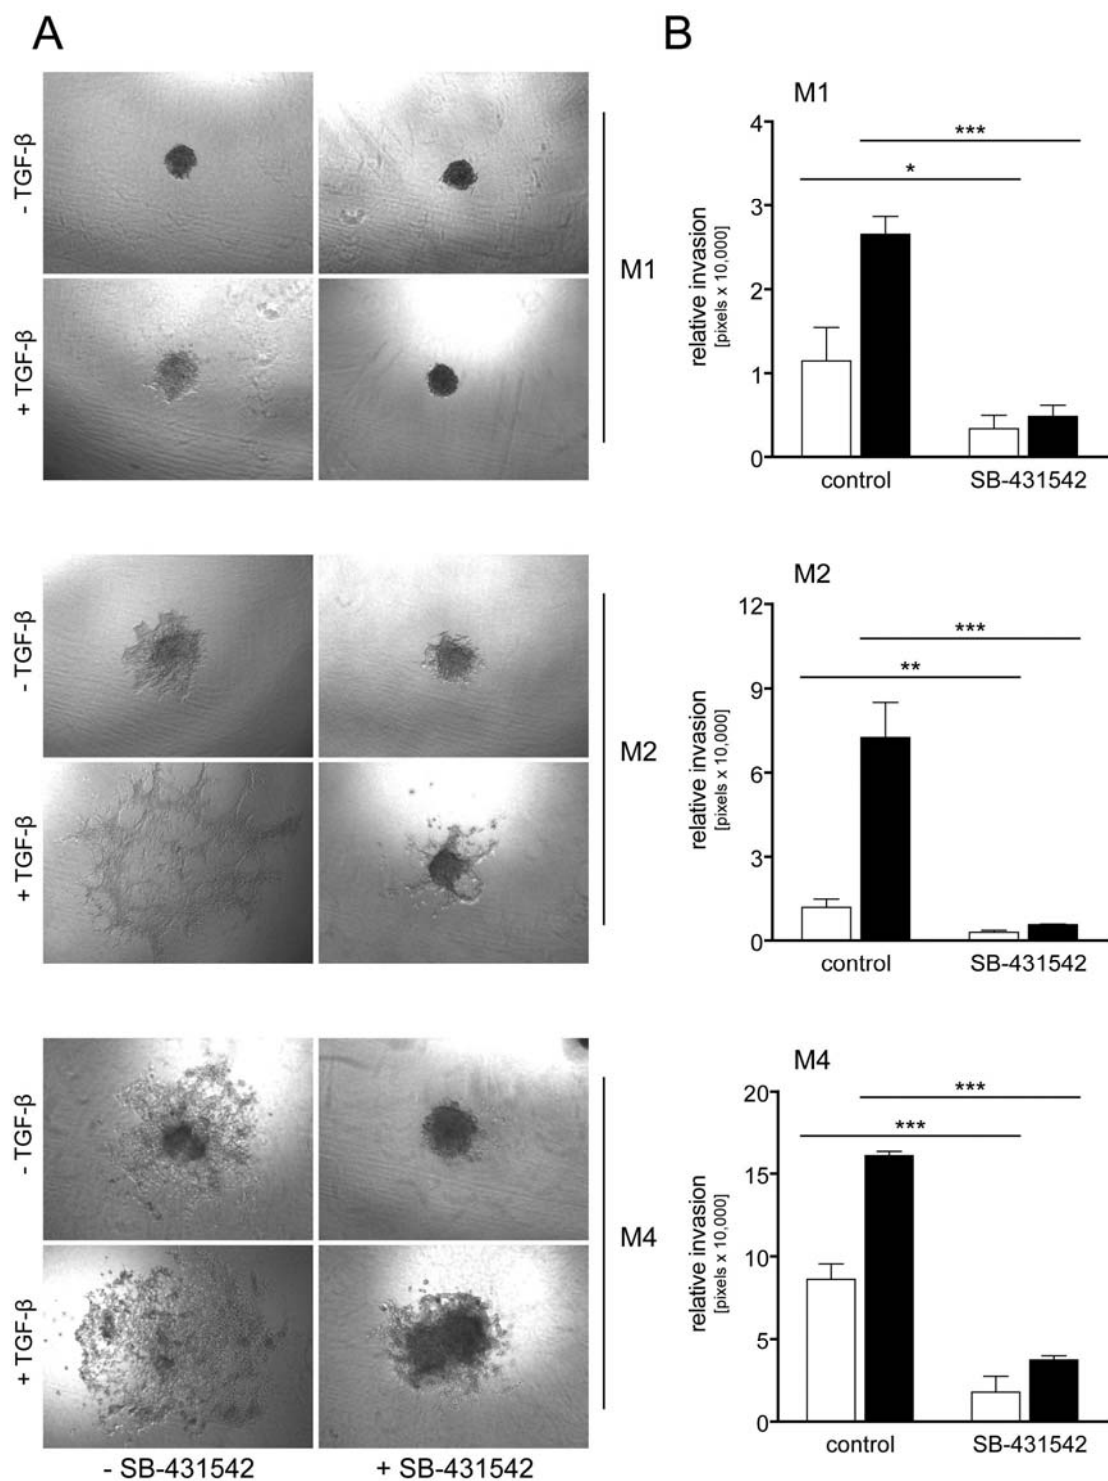 A
- TGF-β
+ TGF-β
M1
- TGF-β
+ TGF-β
M2
- TGF-β
+ TGF-β
M4
- SB-431542
+ SB-431542
B
M1
relative invasion
[pixels x 10,000]
4
3
2
1
0
***
*
control
SB-431542
M2
relative invasion
[pixels x 10,000]
12
9
6
3
0
***
**
control
SB-431542
M4
relative invasion
[pixels x 10,000]
20
15
10
5
0
***
***
control
SB-431542